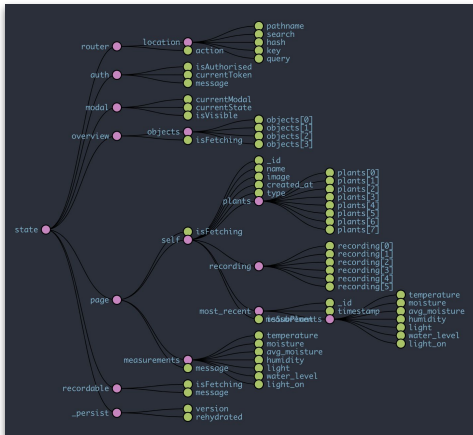 state
router
location
pathname
search
hash
key
query
action
auth
isAuthorised
currentToken
message
modal
currentModal
currentState
isVisible
overview
objects
objects[0]
objects[1]
objects[2]
objects[3]
isFetching
page
isFetching
self
_id
name
image
created_at
type
plants
plants[0]
plants[1]
plants[2]
plants[3]
plants[4]
plants[5]
plants[6]
plants[7]
recording
recording[0]
recording[1]
recording[2]
recording[3]
recording[4]
recording[5]
most_recent
_id
timestamp
temperature
moisture
avg_moisture
humidity
light
water_level
light_on
measurements
temperature
moisture
avg_moisture
humidity
light
water_level
light_on
message
recordable
isFetching
message
_persist
version
rehydrated